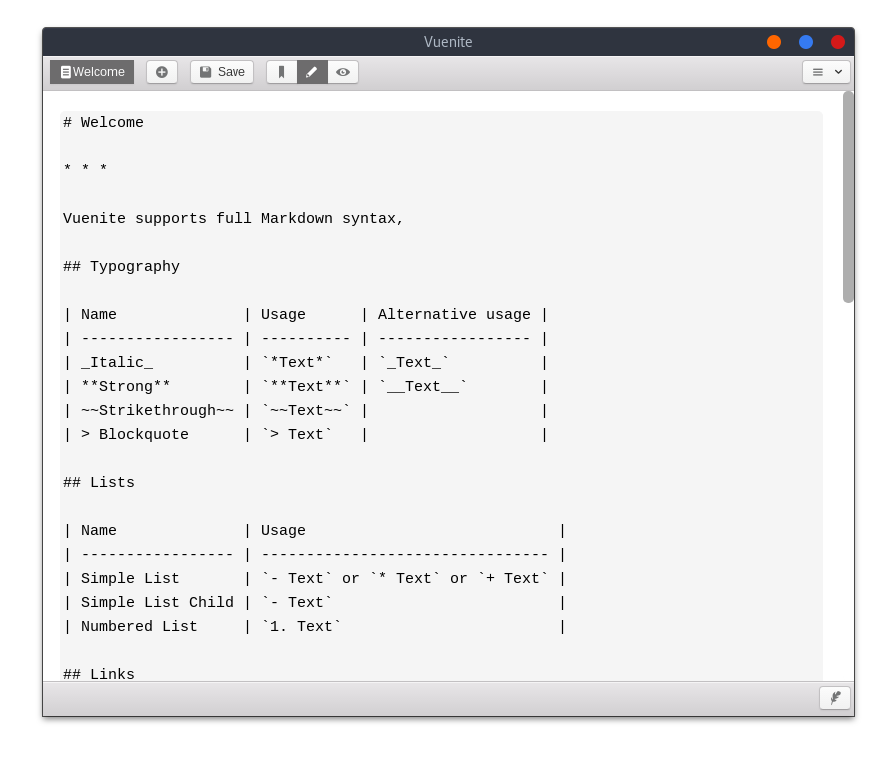 Vuenite
Welcome Save
# Welcome
* * *
Vuenite supports full Markdown syntax,
## Typography
| Name              | Usage      | Alternative usage |
| ----------------- | ---------- | ----------------- |
| _Italic_          | `*Text*`   | `_Text_`          |
| **Strong**        | `**Text**` | `__Text__`        |
| ~~Strikethrough~~ | `~~Text~~` |                   |
| > Blockquote      | `> Text`   |                   |
## Lists
| Name              | Usage                            |
| ----------------- | -------------------------------- |
| Simple List       | `- Text` or `* Text` or `+ Text` |
| Simple List Child | `- Text`                         |
| Numbered List     | `1. Text`                        |
## Links